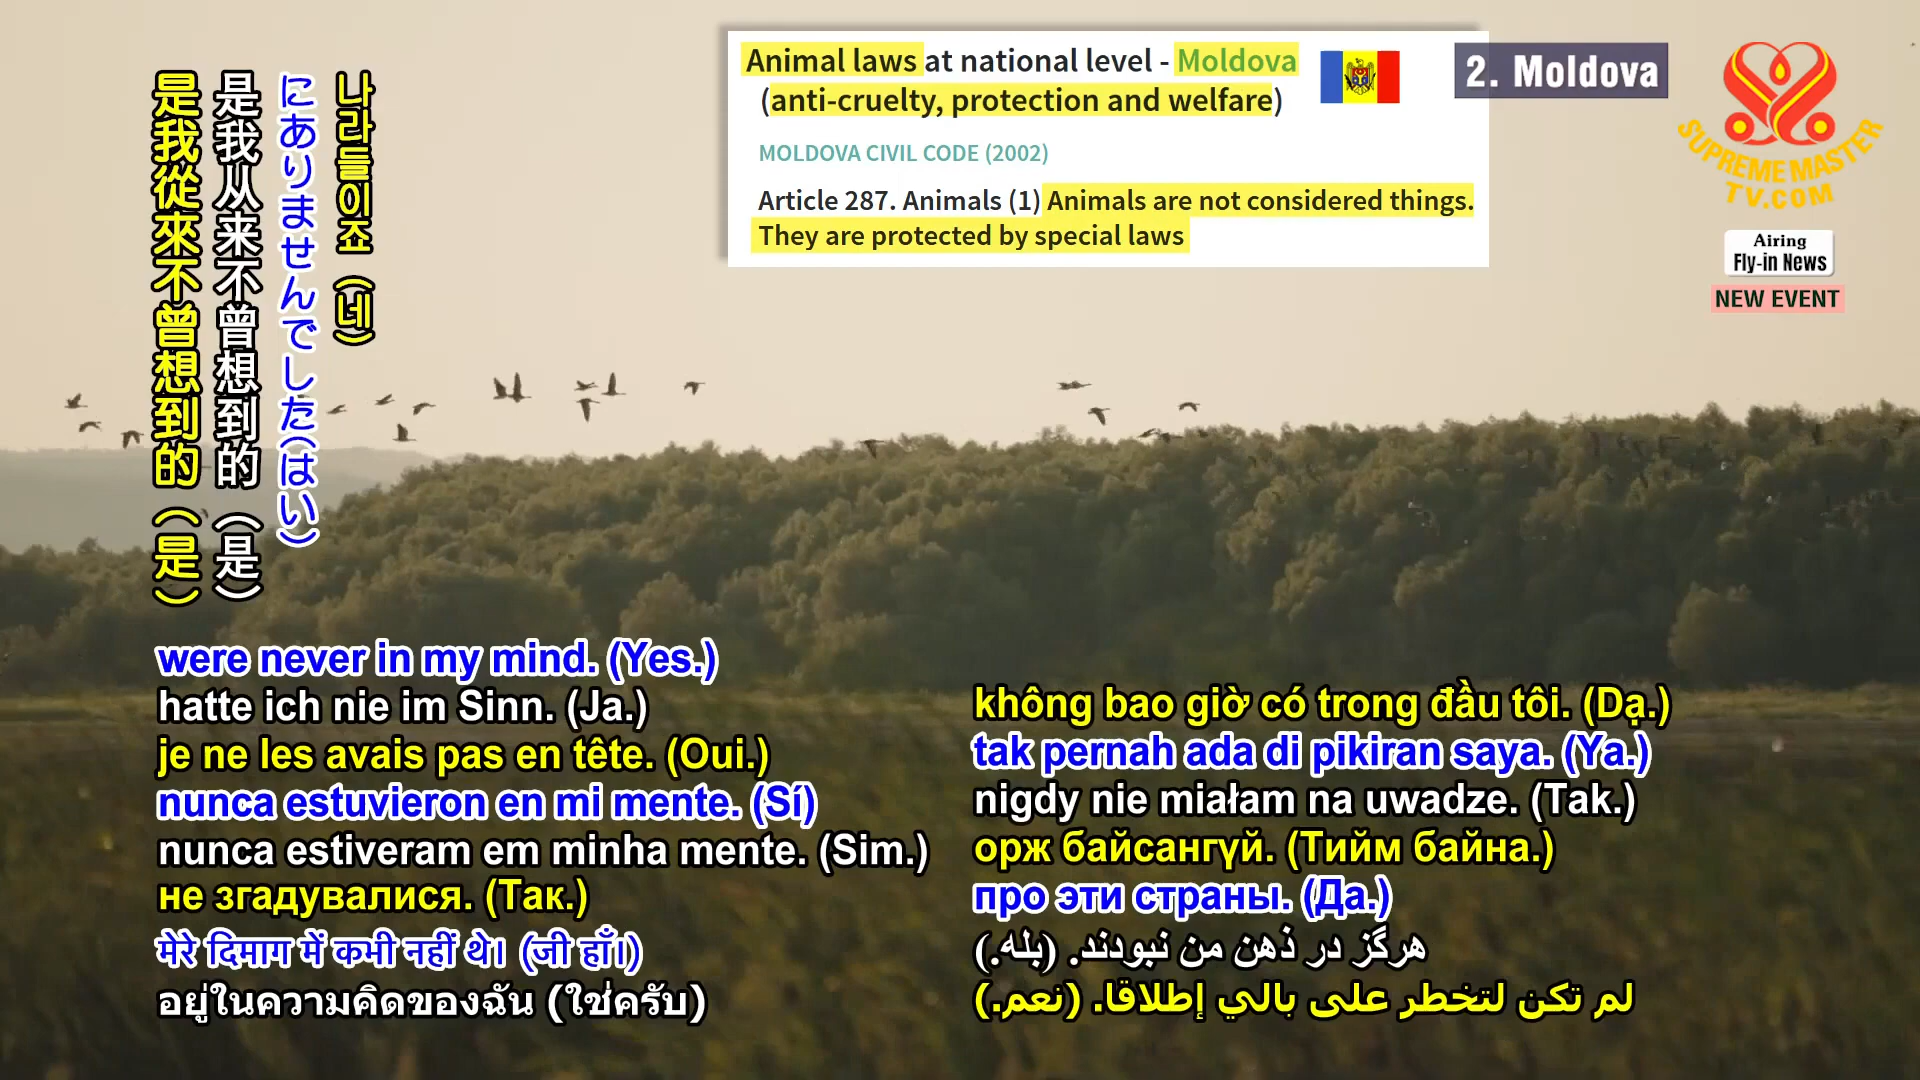 Animal laws at national level - Moldova
(anti-cruelty, protection and welfare)
MOLDOVA CIVIL CODE (2002)
Article 287. Animals (1) Animals are not considered things.
They are protected by special laws
2. Moldova
SUPREME MASTER
TV.COM
Airing
Fly-in News
NEW EVENT
나라들이죠 (네)
にありませんでした(はい)
是我从来不曾想到的（是）
是我從來不曾想到的（是）
were never in my mind. (Yes.)
hatte ich nie im Sinn. (Ja.)
je ne les avais pas en tête. (Oui.)
nunca estuvieron en mi mente. (Sí)
nunca estiveram em minha mente. (Sim.)
не згадувалися. (Так.)
मेरे दिमाग में कभी नहीं थे। (जी हाँ।)
อยู่ในความคิดของฉัน (ใช่ครับ)
không bao giờ có trong đầu tôi. (Dạ.)
tak pernah ada di pikiran saya. (Ya.)
nigdy nie miałam na uwadze. (Tak.)
орж байсангүй. (Тийм байна.)
про эти страны. (Да.)
هرگز در ذهن من نبودند. (بله.)
لم تكن لتخطر على بالي إطلاقا. (نعم.)